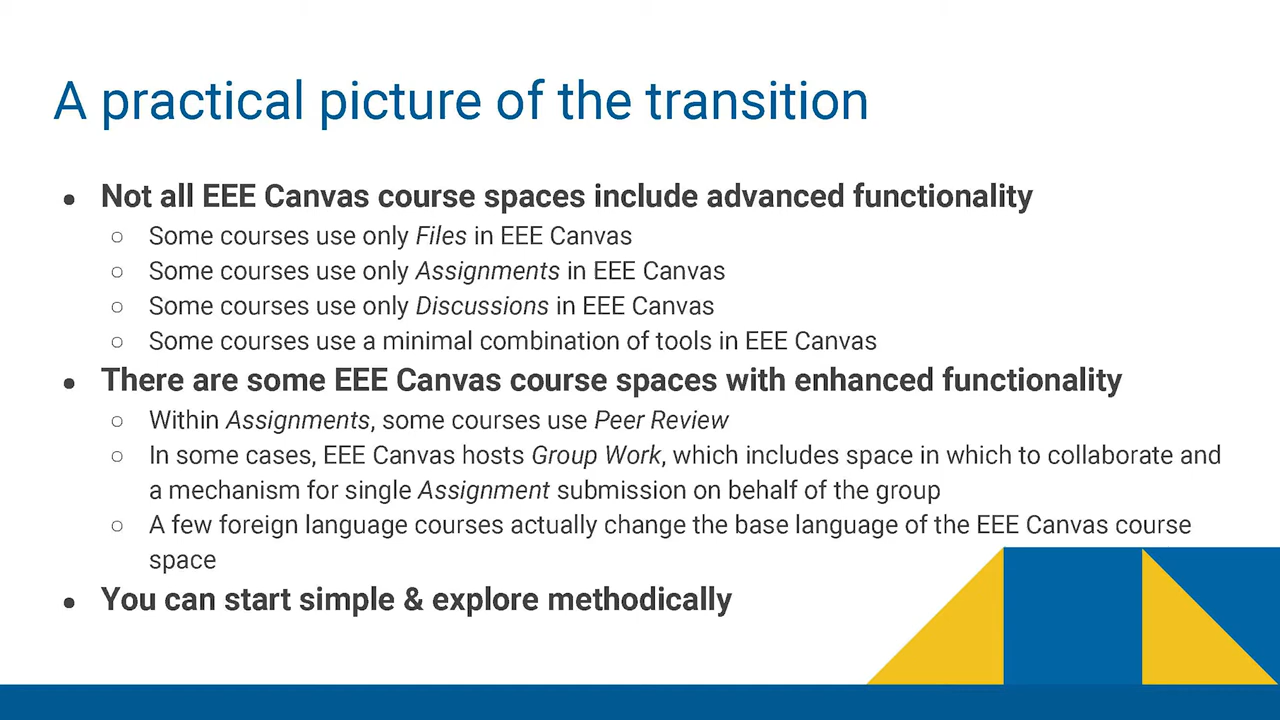 A practical picture of the transition
● Not all EEE Canvas course spaces include advanced functionality
○ Some courses use only Files in EEE Canvas
○ Some courses use only Assignments in EEE Canvas
○ Some courses use only Discussions in EEE Canvas
○ Some courses use a minimal combination of tools in EEE Canvas
● There are some EEE Canvas course spaces with enhanced functionality
○ Within Assignments, some courses use Peer Review
○ In some cases, EEE Canvas hosts Group Work, which includes space in which to collaborate and
a mechanism for single Assignment submission on behalf of the group
○ A few foreign language courses actually change the base language of the EEE Canvas course
space
● You can start simple & explore methodically